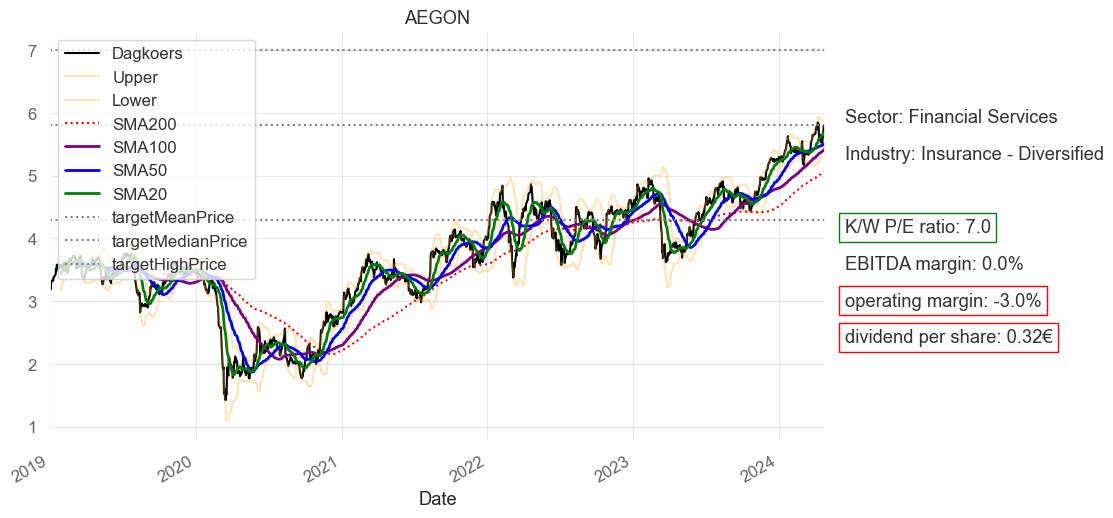 AEGON
7
6
5
4
3
2
1
Dagkoers
Upper
Lower
SMA200
SMA100
SMA50
SMA20
targetMeanPrice
targetMedianPrice
targetHighPrice
2019
2020
2021
2022
2023
2024
Date
Sector: Financial Services
Industry: Insurance - Diversified
K/W P/E ratio: 7.0
EBITDA margin: 0.0%
operating margin: -3.0%
dividend per share: 0.32€